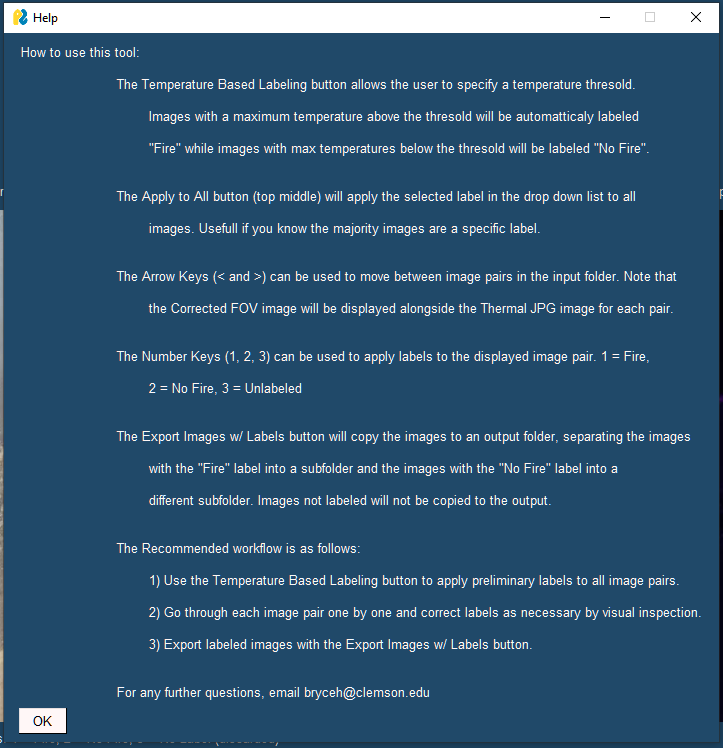 Help
How to use this tool:
The Temperature Based Labeling button allows the user to specify a temperature thresold.
Images with a maximum temperature above the thresold will be automatticaly labeled
"Fire" while images with max temperatures below the thresold will be labeled "No Fire".
The Apply to All button (top middle) will apply the selected label in the drop down list to all
images. Usefull if you know the majority images are a specific label.
The Arrow Keys (< and >) can be used to move between image pairs in the input folder. Note that
the Corrected FOV image will be displayed alongside the Thermal JPG image for each pair.
The Number Keys (1, 2, 3) can be used to apply labels to the displayed image pair. 1 = Fire,
2 = No Fire, 3 = Unlabeled
The Export Images w/ Labels button will copy the images to an output folder, separating the images
with the "Fire" label into a subfolder and the images with the "No Fire" label into a
different subfolder. Images not labeled will not be copied to the output.
The Recommended workflow is as follows:
1) Use the Temperature Based Labeling button to apply preliminary labels to all image pairs.
2) Go through each image pair one by one and correct labels as necessary by visual inspection.
3) Export labeled images with the Export Images w/ Labels button.
For any further questions, email bryceh@clemson.edu
OK